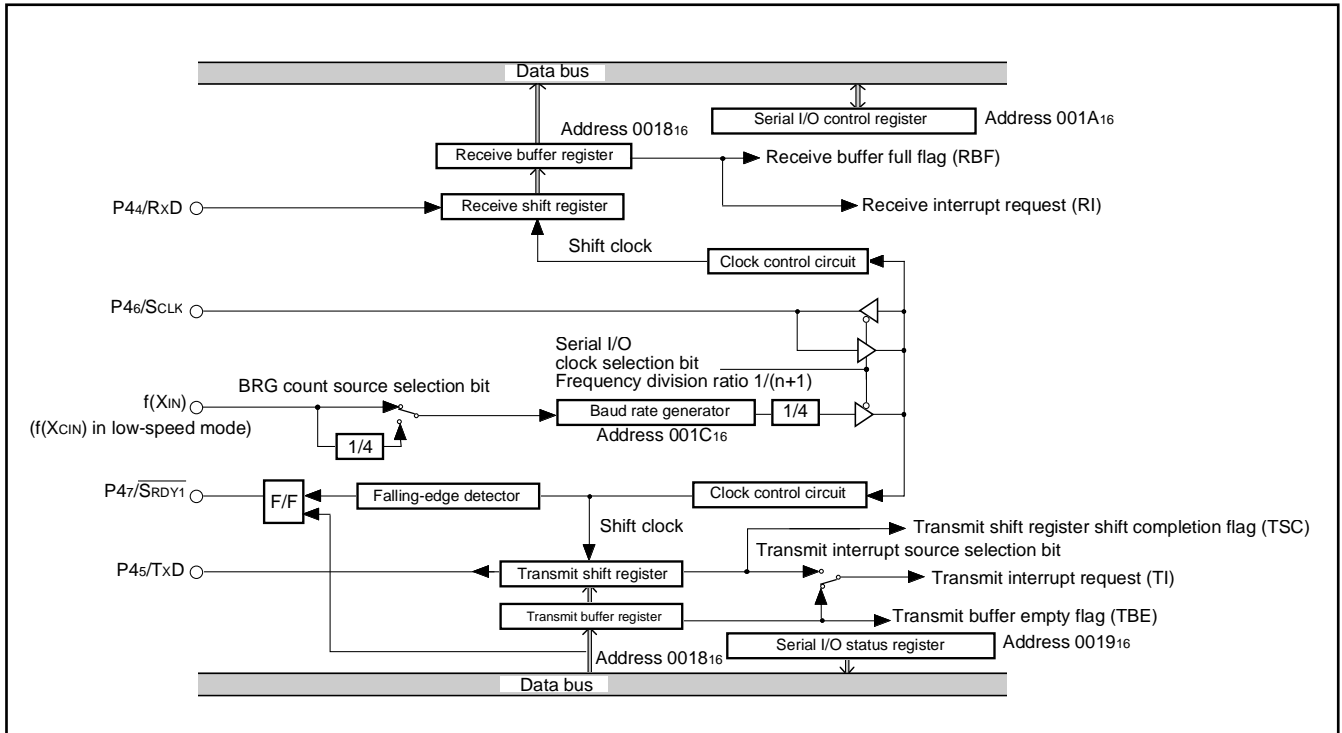 Data bus
Serial I/O control register
Address 001A16
Address 001816
Receive buffer register
Receive buffer full flag (RBF)
P44/RXD
Receive shift register
Receive interrupt request (RI)
Shift clock
Clock control circuit
P46/SCLK
Serial I/O
clock selection bit
BRG count source selection bit
Frequency division ratio 1/(n+1)
f(XIN)
Baud rate generator
1/4
(f(XCIN) in low-speed mode)
Address 001C16
1/4
P47/SRDY1
F/F
Falling-edge detector
Clock control circuit
Shift clock
Transmit shift register shift completion flag (TSC)
Transmit interrupt source selection bit
P45/TXD
Transmit shift register
Transmit interrupt request (TI)
Transmit buffer register
Transmit buffer empty flag (TBE)
Address 001816
Serial I/O status register
Address 001916
Data bus